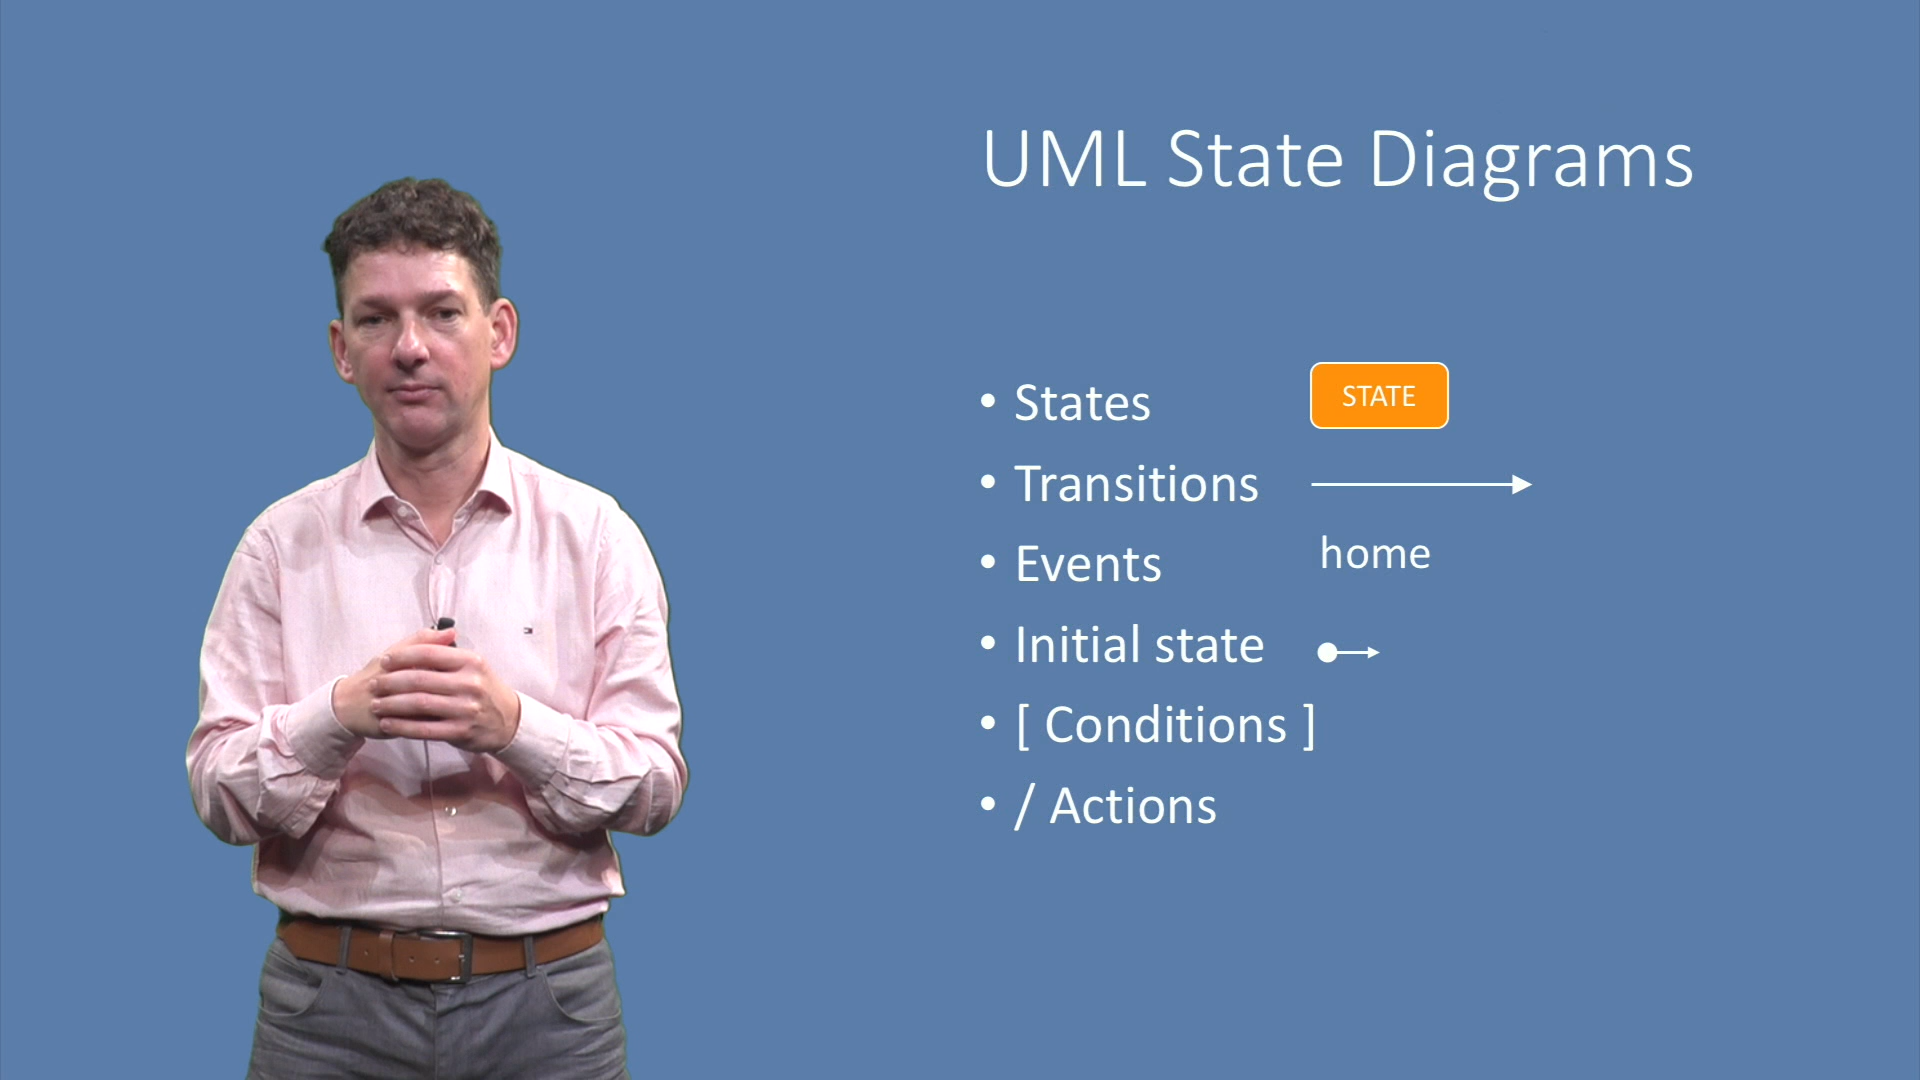 UML State Diagrams
• States STATE
• Transitions
• Events home
• Initial state
• [ Conditions ]
• / Actions